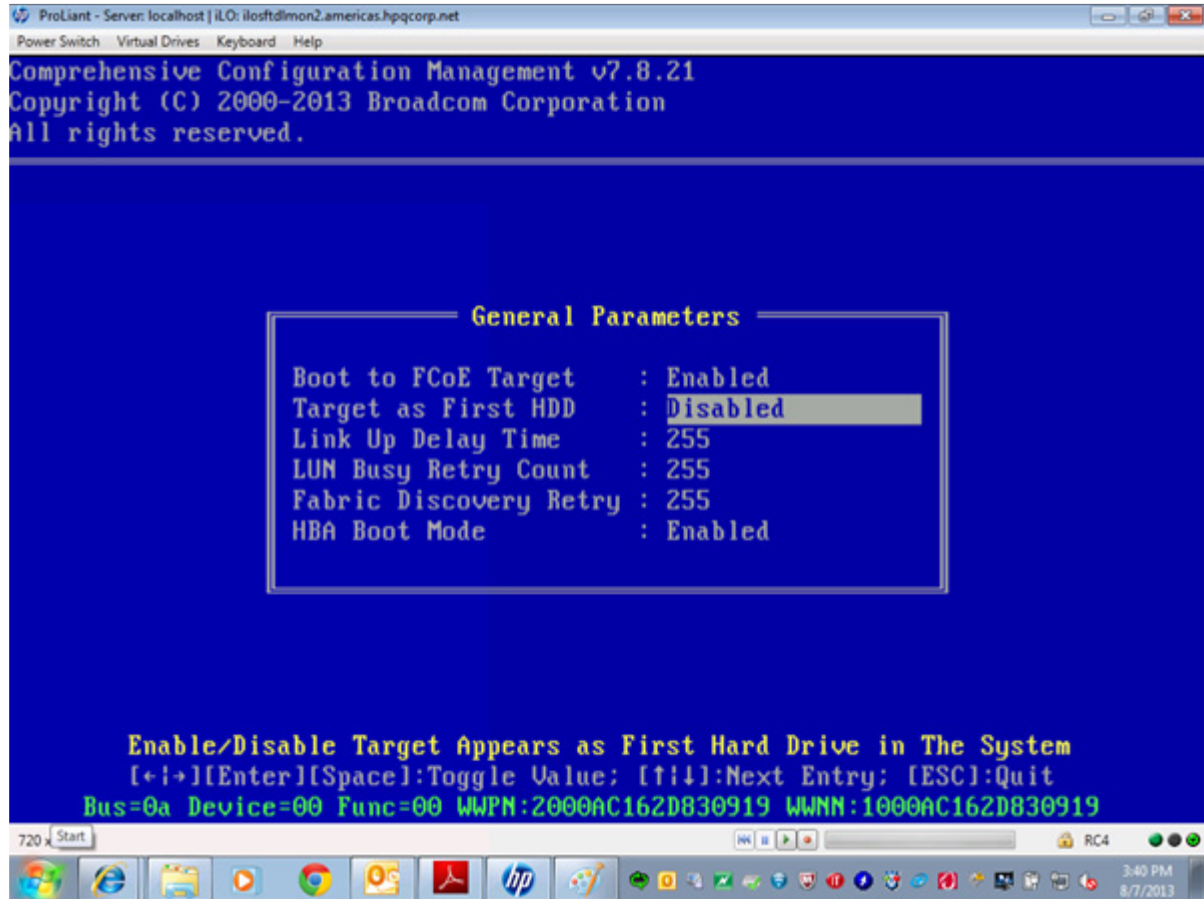 ProLiant - Server: localhost | iLO: ilosftdlmon2.americas.hpqcorp.net
Power Switch Virtual Drives Keyboard Help
Comprehensive Configuration Management v7.8.21
Copyright (C) 2000-2013 Broadcom Corporation
All rights reserved.
General Parameters
Boot to FCoE Target : Enabled
Target as First HDD : Disabled
Link Up Delay Time : 255
LUN Busy Retry Count : 255
Fabric Discovery Retry : 255
HBA Boot Mode : Enabled
Enable/Disable Target Appears as First Hard Drive in The System
[←|→][Enter][Space]:Toggle Value; [↑|↓]:Next Entry; [ESC]:Quit
Bus=0a Device=00 Func=00 WWPN:2000AC162D830919 WWNN:1000AC162D830919
720 x Start RC4
hp
3:40 PM
8/7/2013